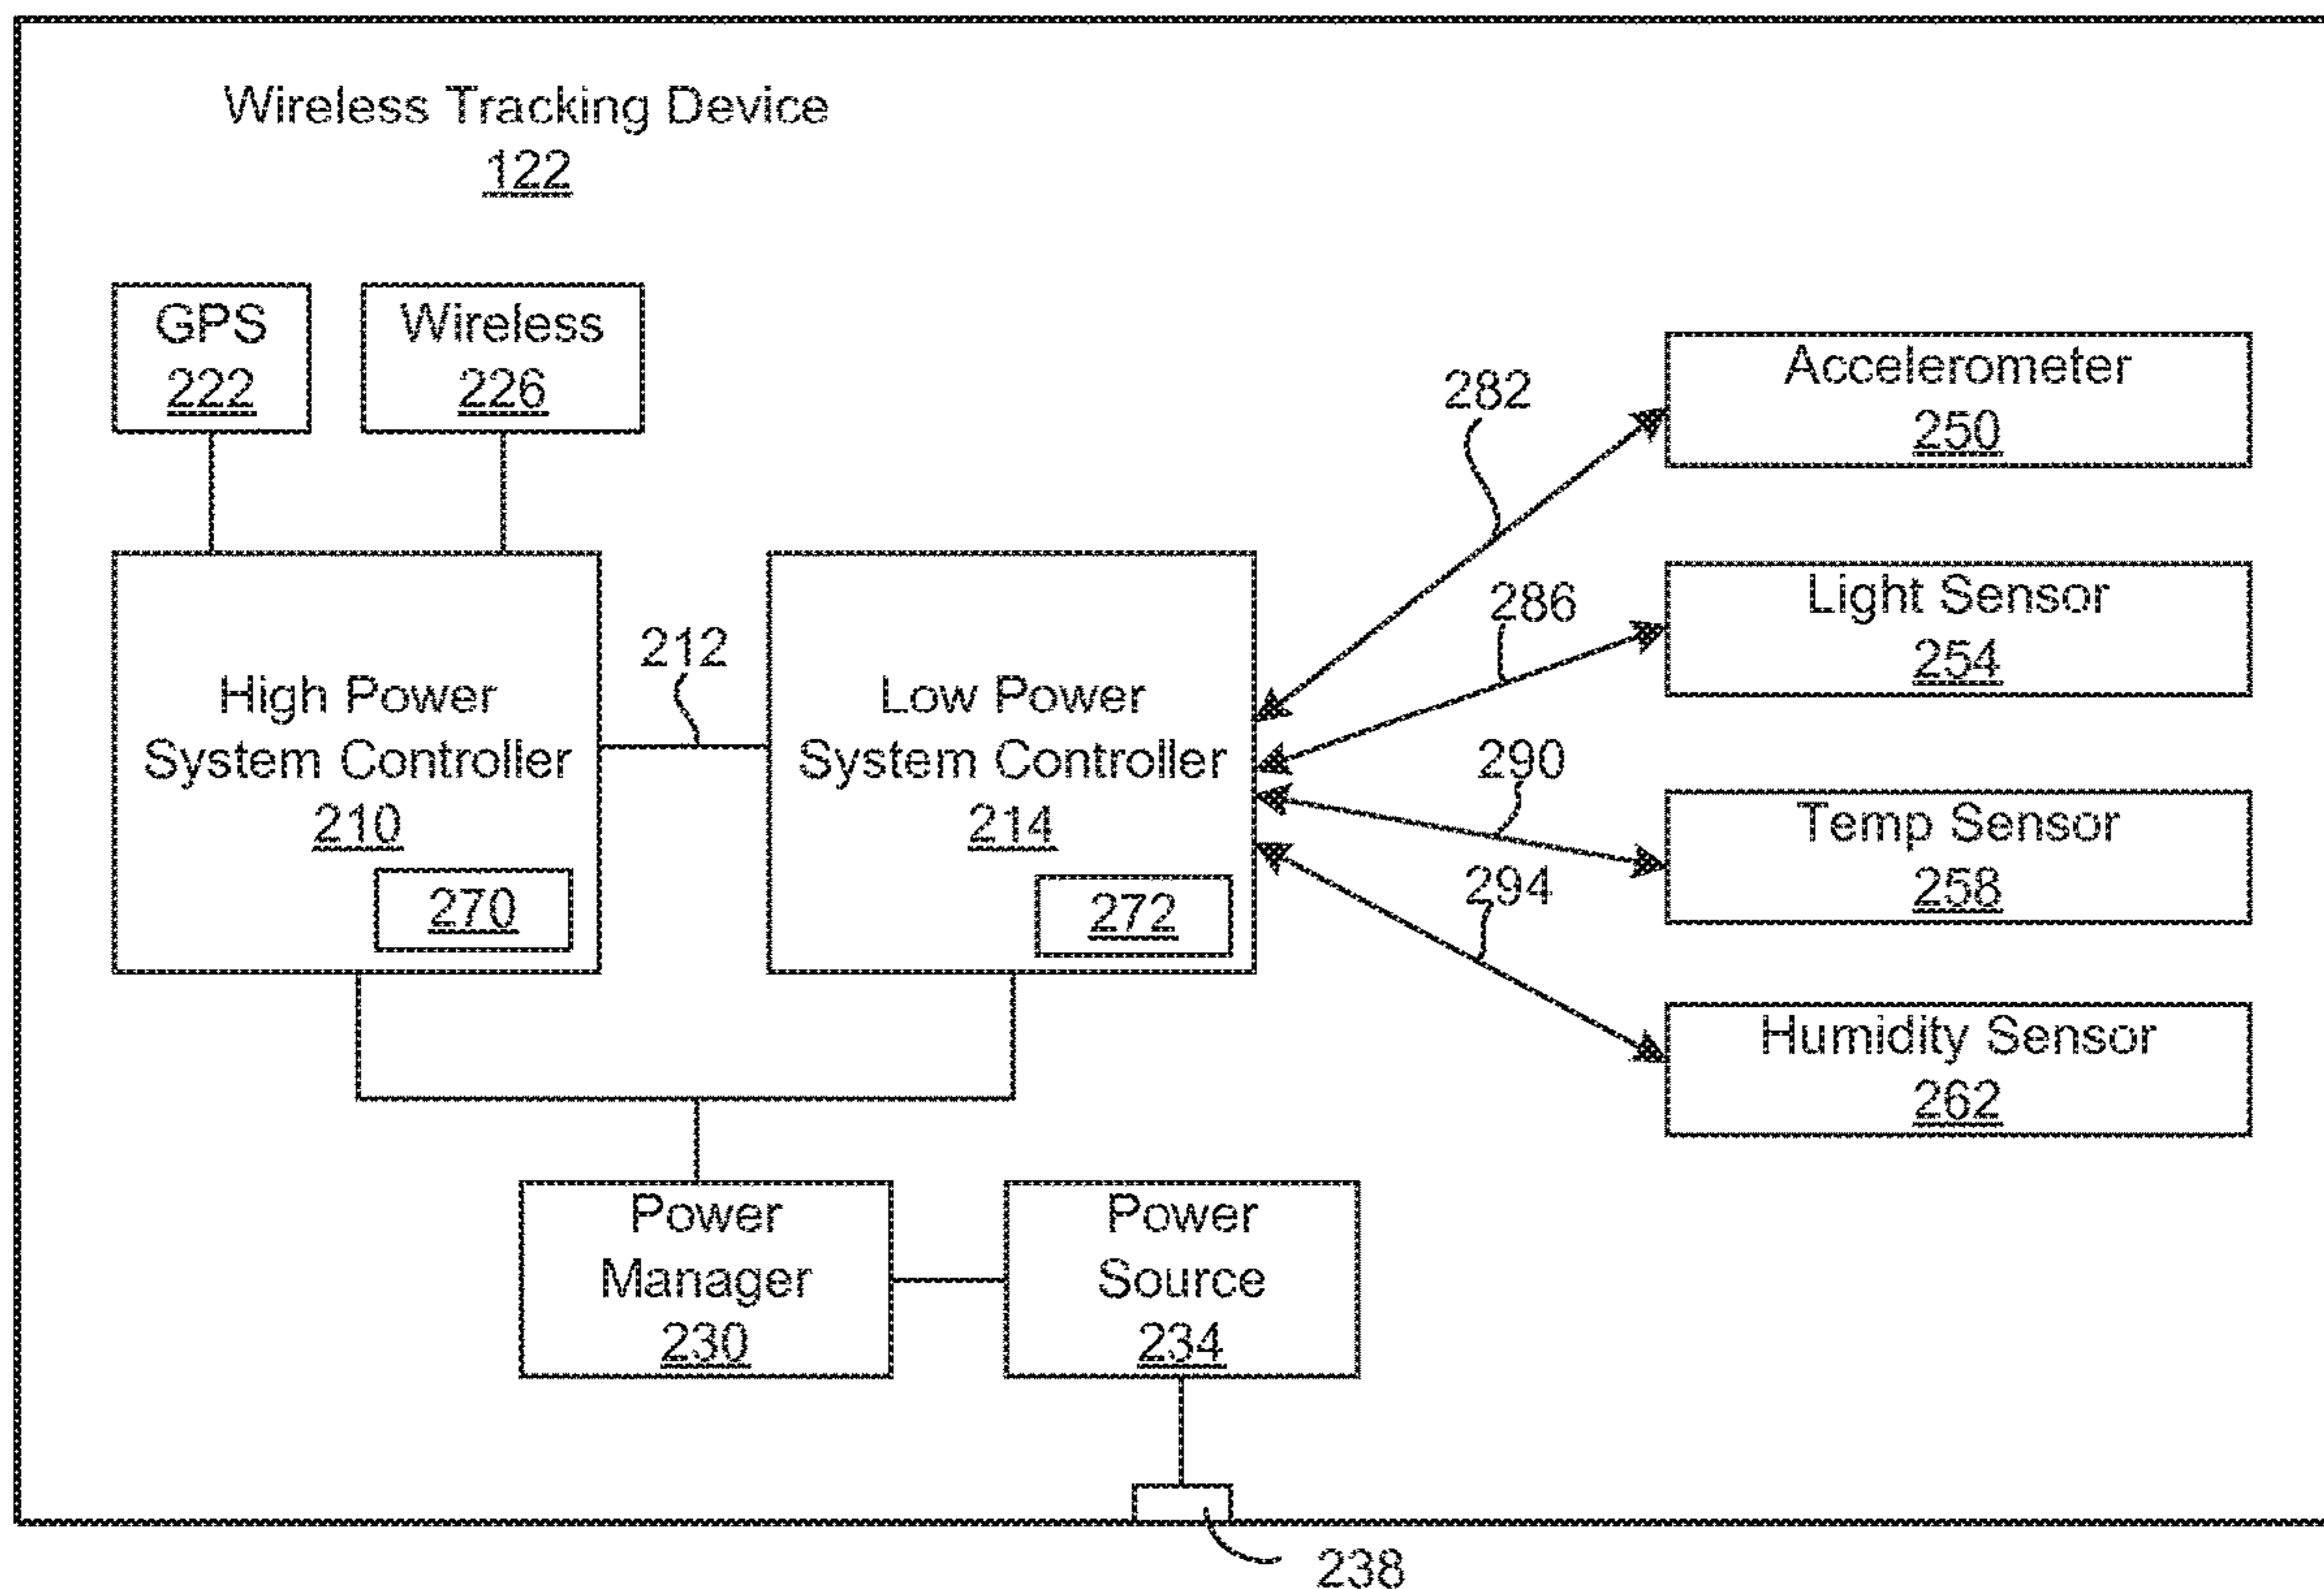 Wireless Tracking Device
122
GPS
222
Wireless
226
282
Accelerometer
250
286
Light Sensor
254
212
High Power
System Controller
210
270
Low Power
System Controller
214
272
290
Temp Sensor
258
294
Humidity Sensor
262
Power
Manager
230
Power
Source
234
238